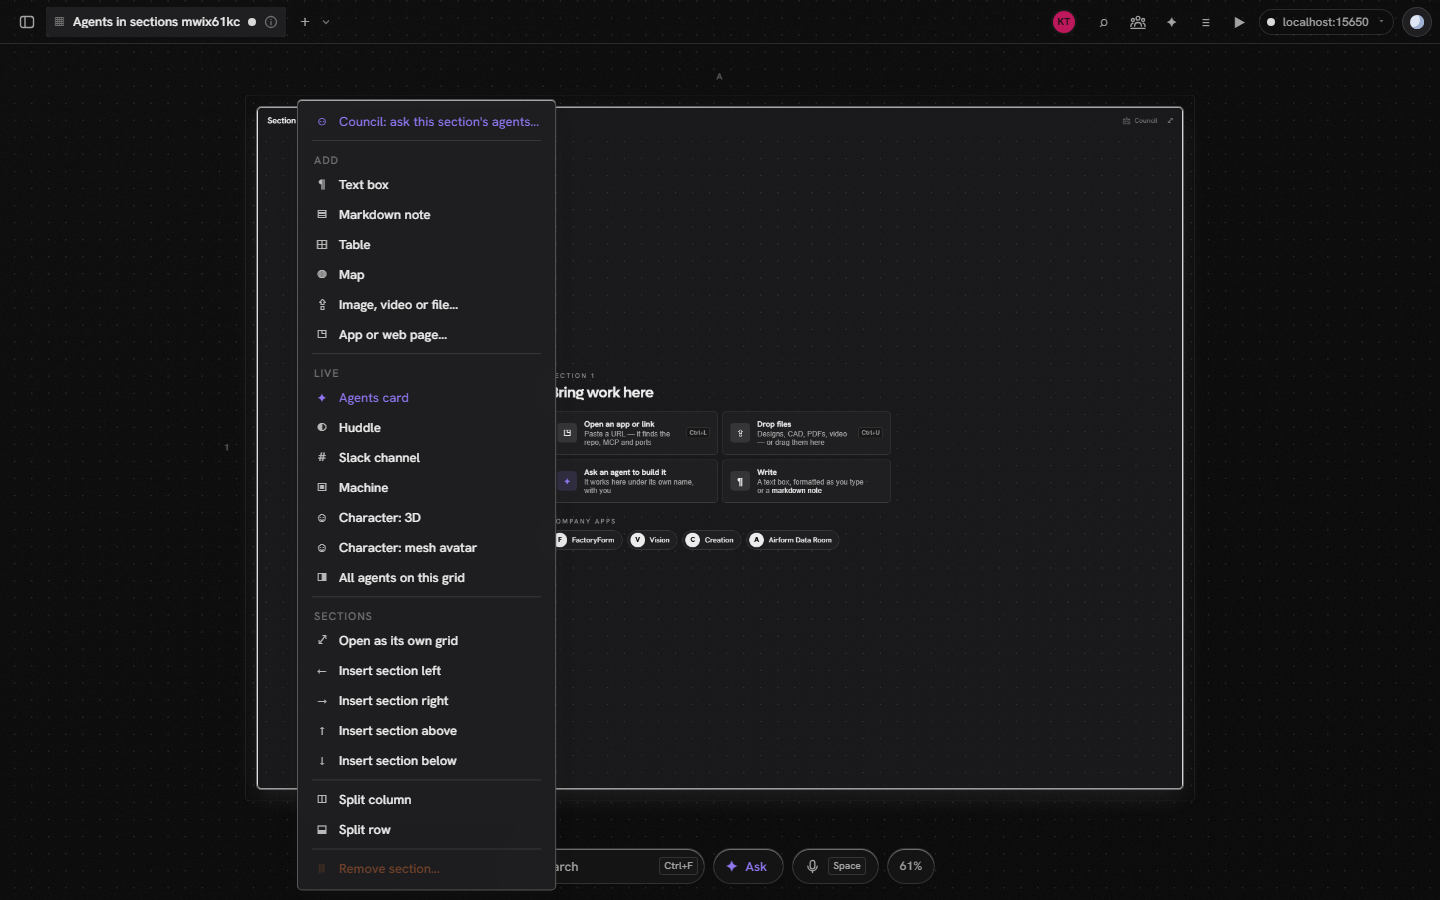 Agents in sections mwix61kc
KT
localhost:15650
A
Section
Council
Council: ask this section's agents...
ADD
Text box
Markdown note
Table
Map
Image, video or file...
App or web page...
LIVE
Agents card
Huddle
Slack channel
Machine
Character: 3D
Character: mesh avatar
All agents on this grid
SECTIONS
Open as its own grid
Insert section left
Insert section right
Insert section above
Insert section below
Split column
Split row
Remove section...
1
ECTION 1
Bring work here
Open an app or link
Paste a URL — it finds the
repo, MCP and ports
Ctrl+L
Drop files
Designs, CAD, PDFs, video
— or drag them here
Ctrl+U
Ask an agent to build it
It works here under its own name,
with you
Write
A text box, formatted as you type
or a markdown note
OMPANY APPS
F FactoryForm
V Vision
C Creation
A Airform Data Room
arch
Ctrl+F
Ask
Space
61%